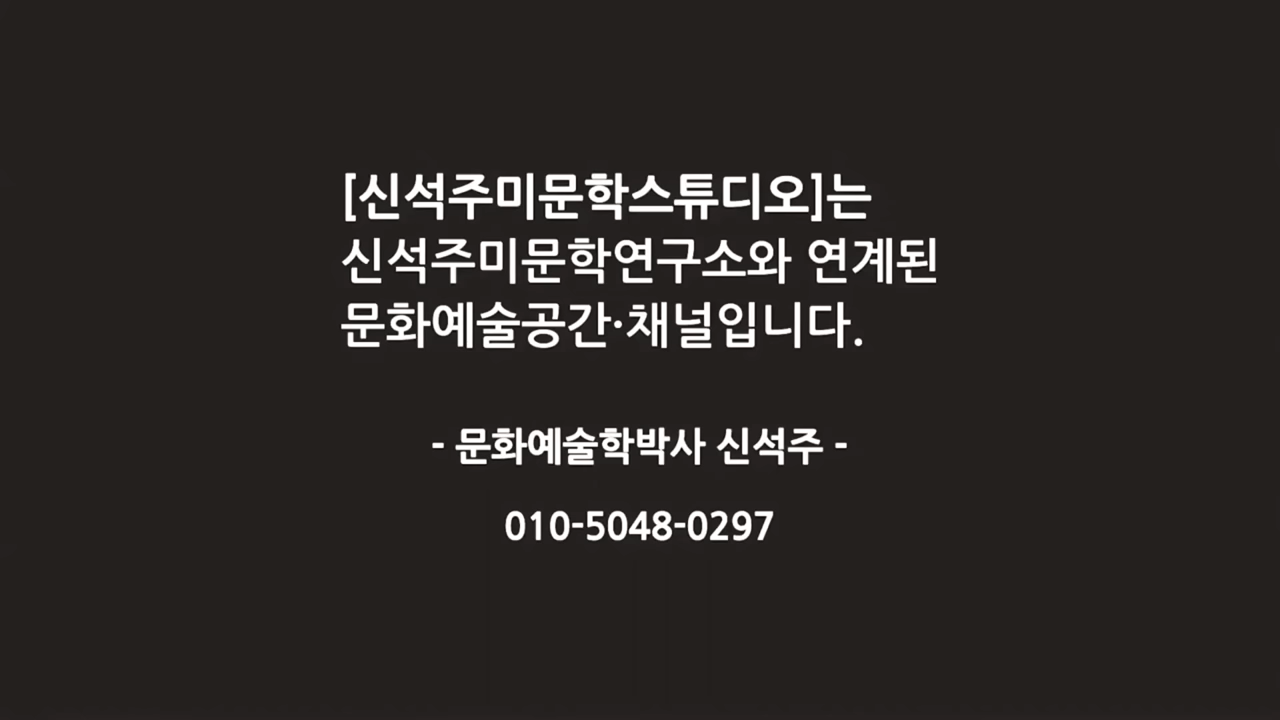 [신석주미문학스튜디오]는
신석주미문학연구소와 연계된
문화예술공간·채널입니다.
- 문화예술학박사 신석주 -
010-5048-0297